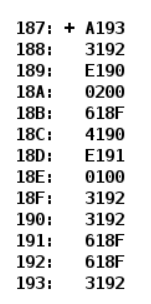 187: + A193
188: 3192
189: E190
18A: 0200
18B: 618F
18C: 4190
18D: E191
18E: 0100
18F: 3192
190: 3192
191: 618F
192: 618F
193: 3192